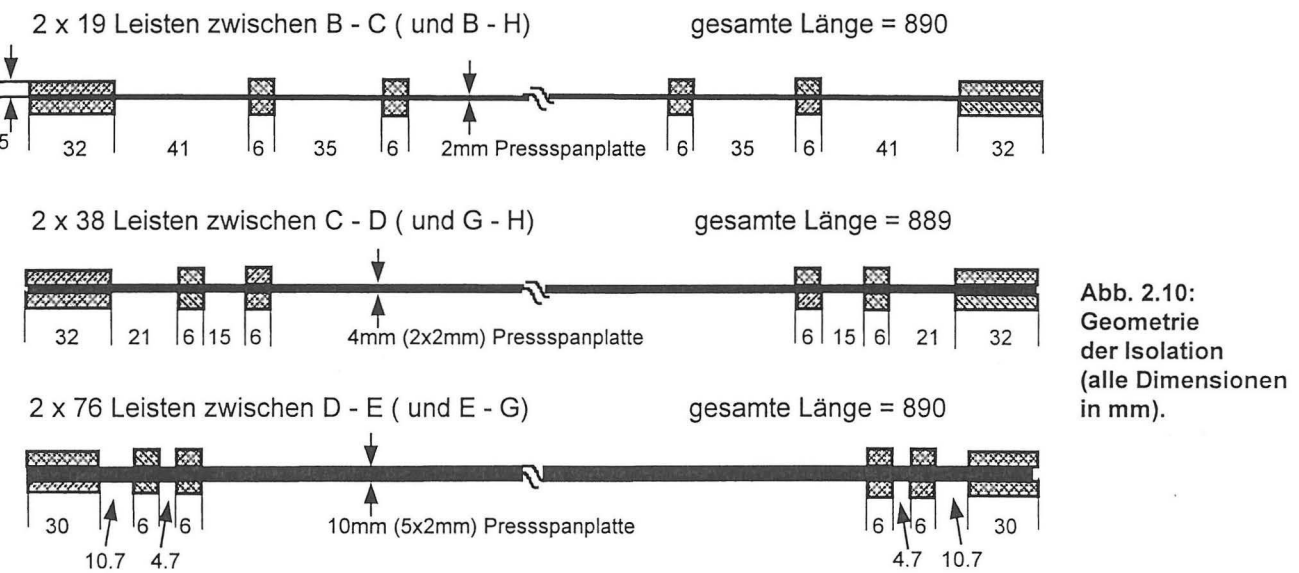 2 x 19 Leisten zwischen B - C ( und B - H) gesamte Länge = 890
5 32 41 6 35 6 2mm Pressspanplatte 6 35 6 41 32
2 x 38 Leisten zwischen C - D ( und G - H) gesamte Länge = 889
32 21 6 15 6 4mm (2x2mm) Pressspanplatte 6 15 6 21 32
2 x 76 Leisten zwischen D - E ( und E - G) gesamte Länge = 890
30 6 6 10mm (5x2mm) Pressspanplatte 6 6 30
10.7 4.7 4.7 10.7
Abb. 2.10:
Geometrie
der Isolation
(alle Dimensionen
in mm).